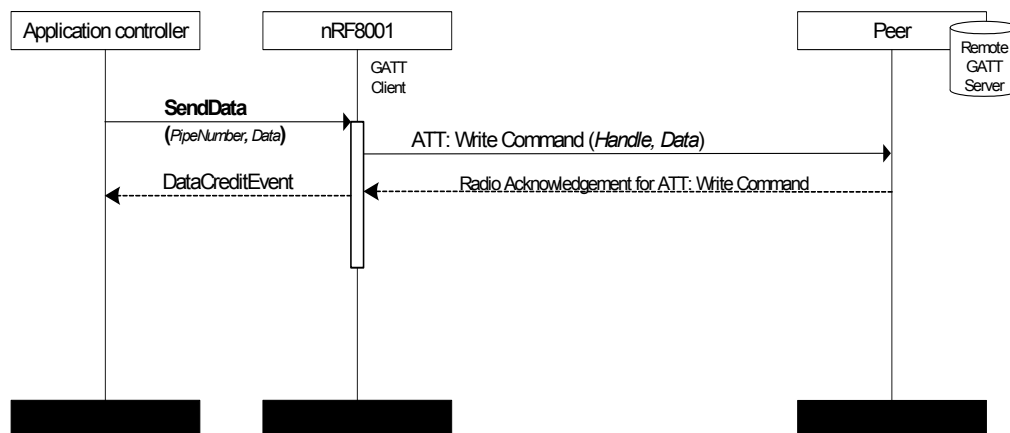 Application controller
nRF8001
Peer
Remote
GATT
Server
GATT
Client
SendData
(PipeNumber, Data)
ATT: Write Command (Handle, Data)
DataCreditEvent
Radio Acknowledgement for ATT: Write Command